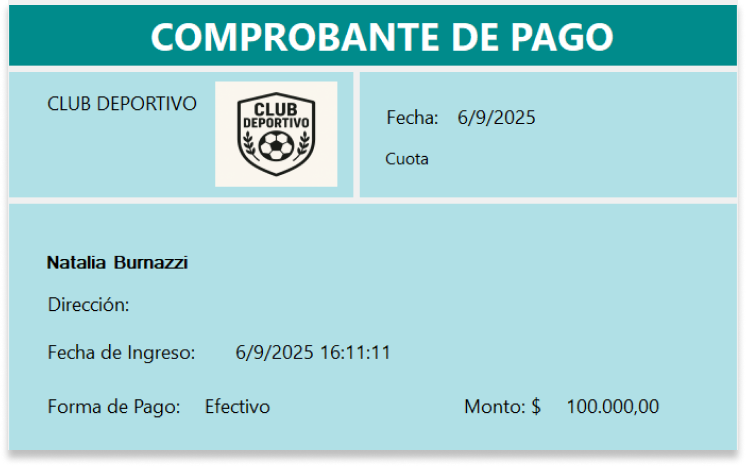 COMPROBANTE DE PAGO
CLUB DEPORTIVO
CLUB
DEPORTIVO
Fecha: 6/9/2025
Cuota
Natalia Burnazzi
Dirección:
Fecha de Ingreso: 6/9/2025 16:11:11
Forma de Pago: Efectivo Monto: $ 100.000,00